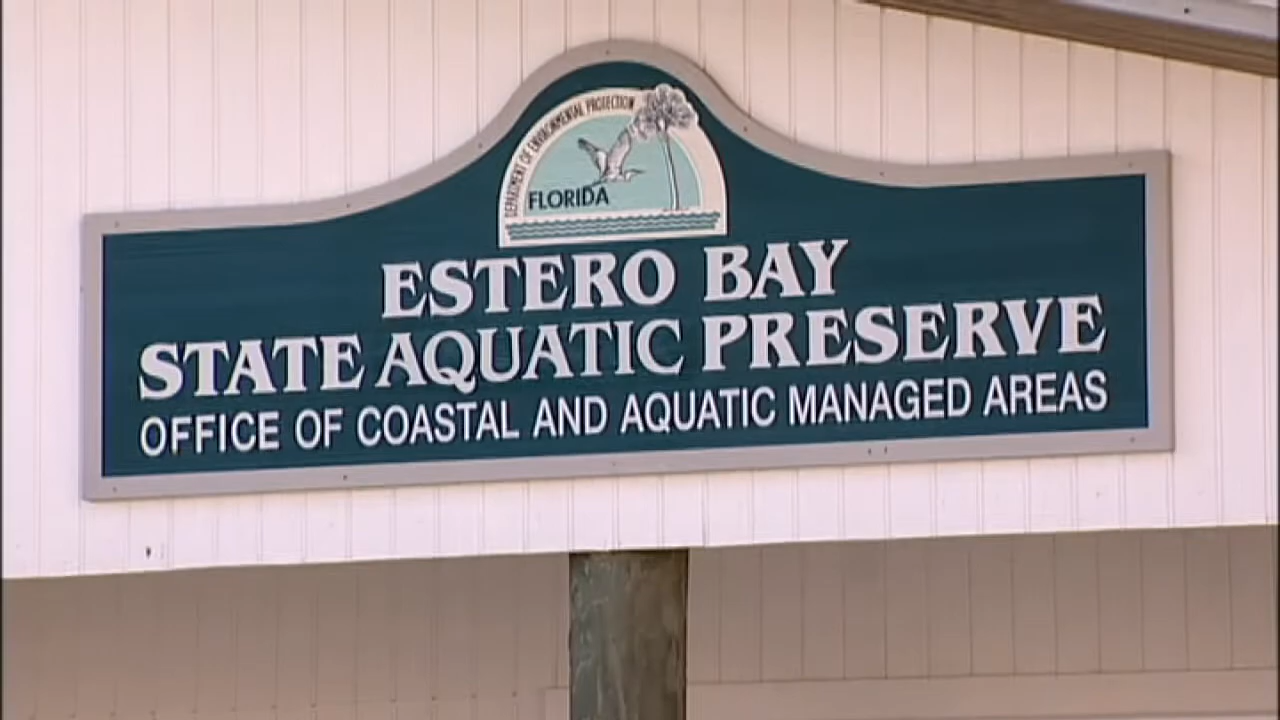 DEPARTMENT OF ENVIRONMENTAL PROTECTION
FLORIDA
ESTERO BAY
STATE AQUATIC PRESERVE
OFFICE OF COASTAL AND AQUATIC MANAGED AREAS